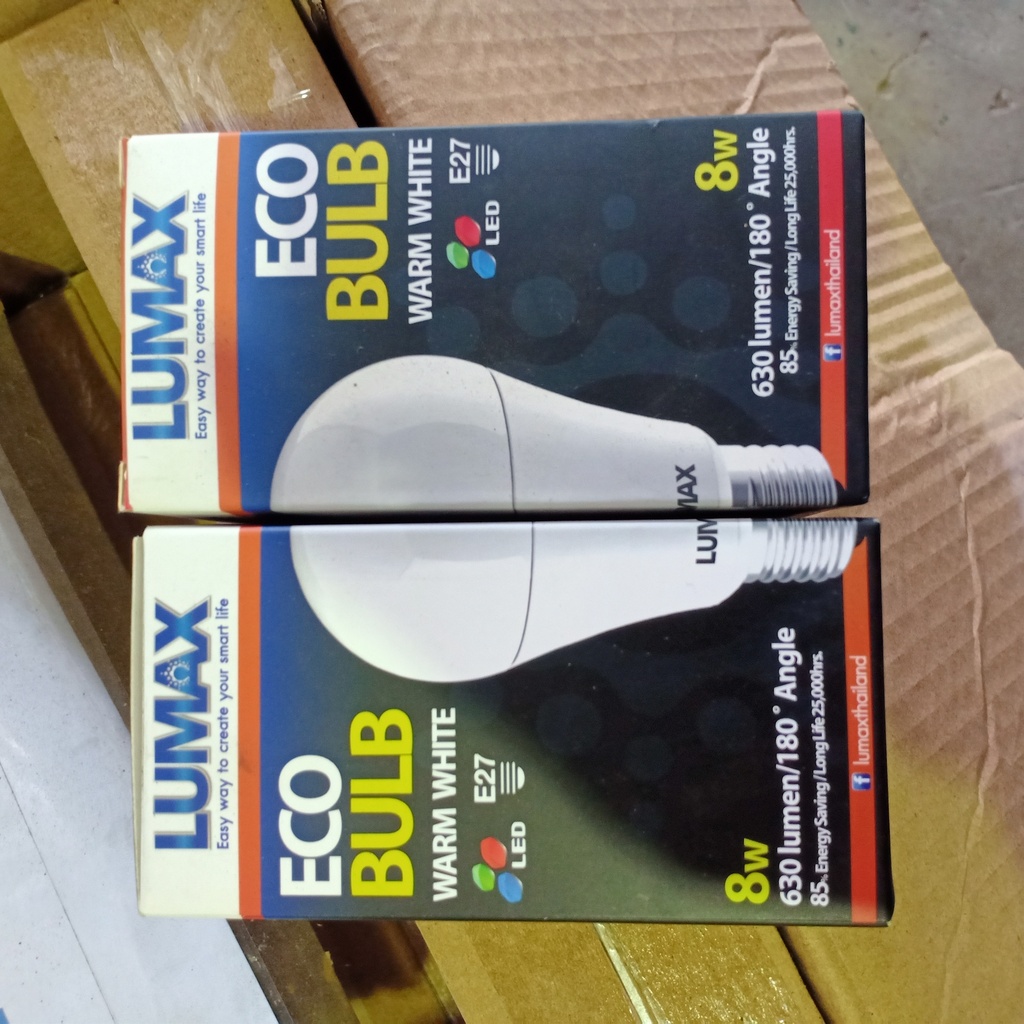 LUMAX
Easy way to create your smart life
ECO
BULB
WARM WHITE
E27
LED
LUMAX
8W
630 lumen/180° Angle
85% Energy Saving/Long Life 25,000hrs.
lumaxthailand
LUMAX
Easy way to create your smart life
ECO
BULB
WARM WHITE
E27
LED
8W
630 lumen/180° Angle
85% Energy Saving/Long Life 25,000hrs.
lumaxthailand